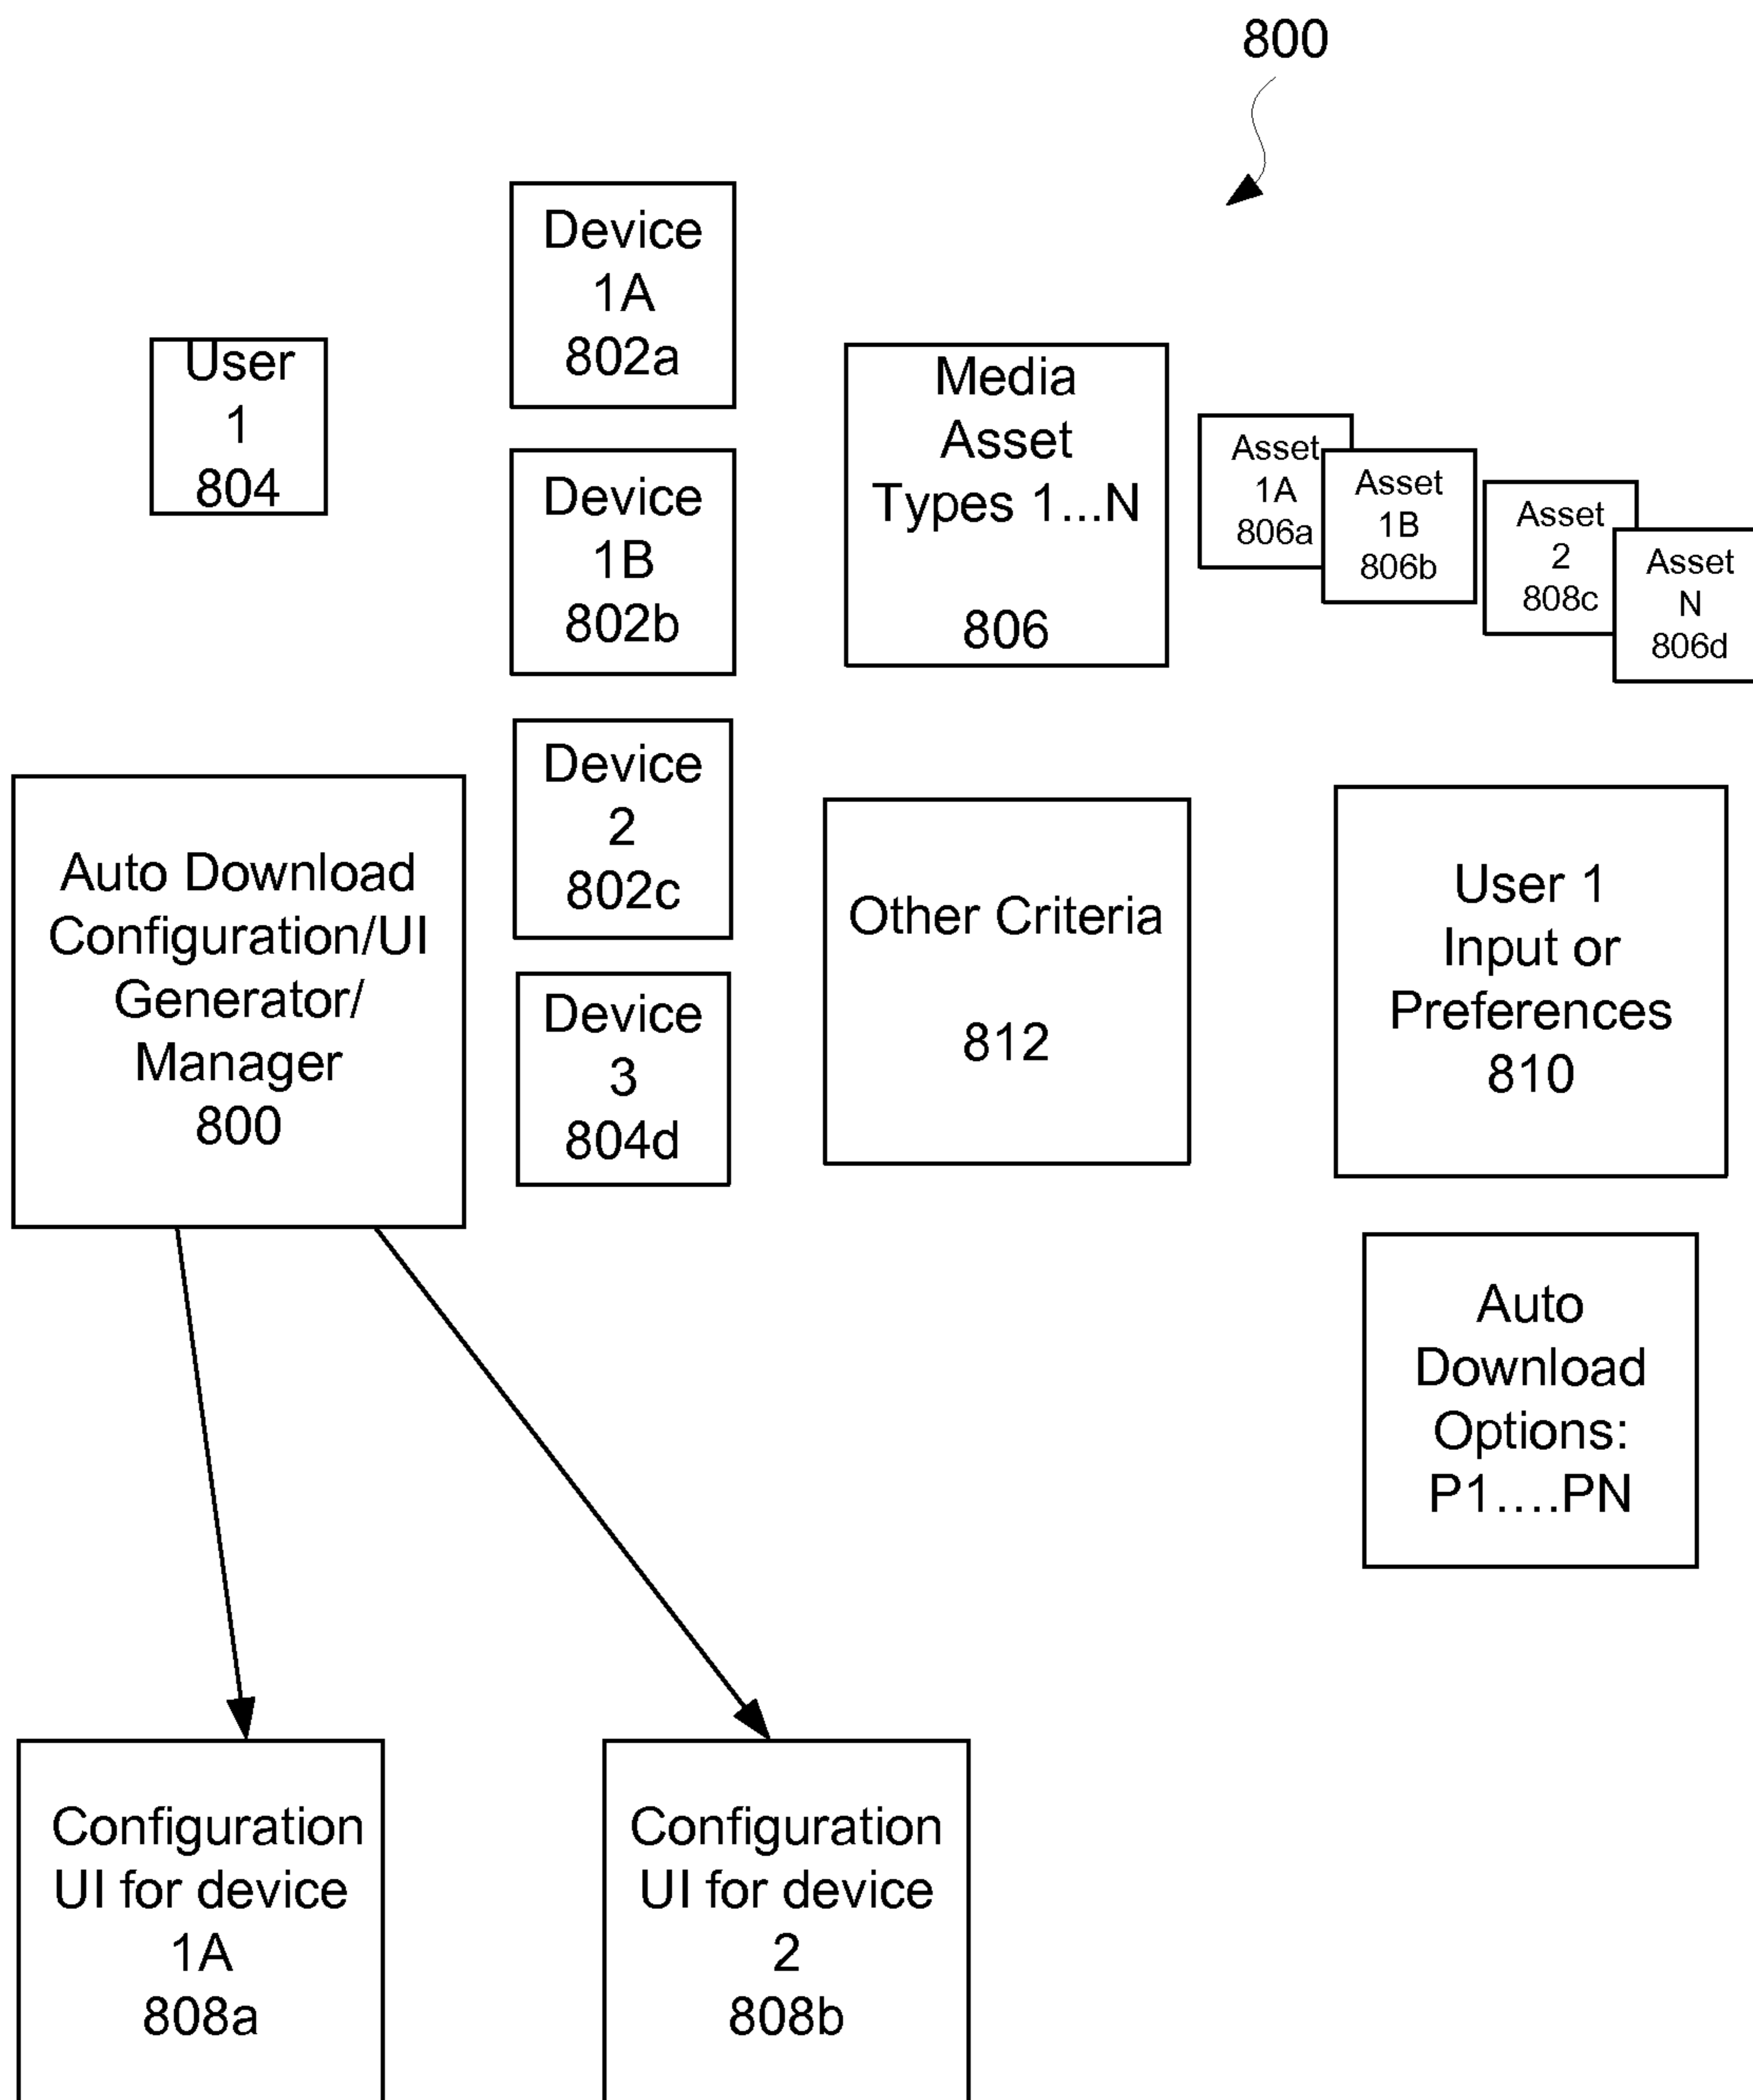 800
Device
1A
802a
User
1
804
Media
Asset
Types 1...N
806
Asset
1A
806a
Asset
1B
806b
Asset
2
808c
Asset
N
806d
Device
1B
802b
Device
2
802c
Device
3
804d
Auto Download
Configuration/UI
Generator/
Manager
800
Other Criteria
812
User 1
Input or
Preferences
810
Auto
Download
Options:
P1....PN
Configuration
UI for device
1A
808a
Configuration
UI for device
2
808b